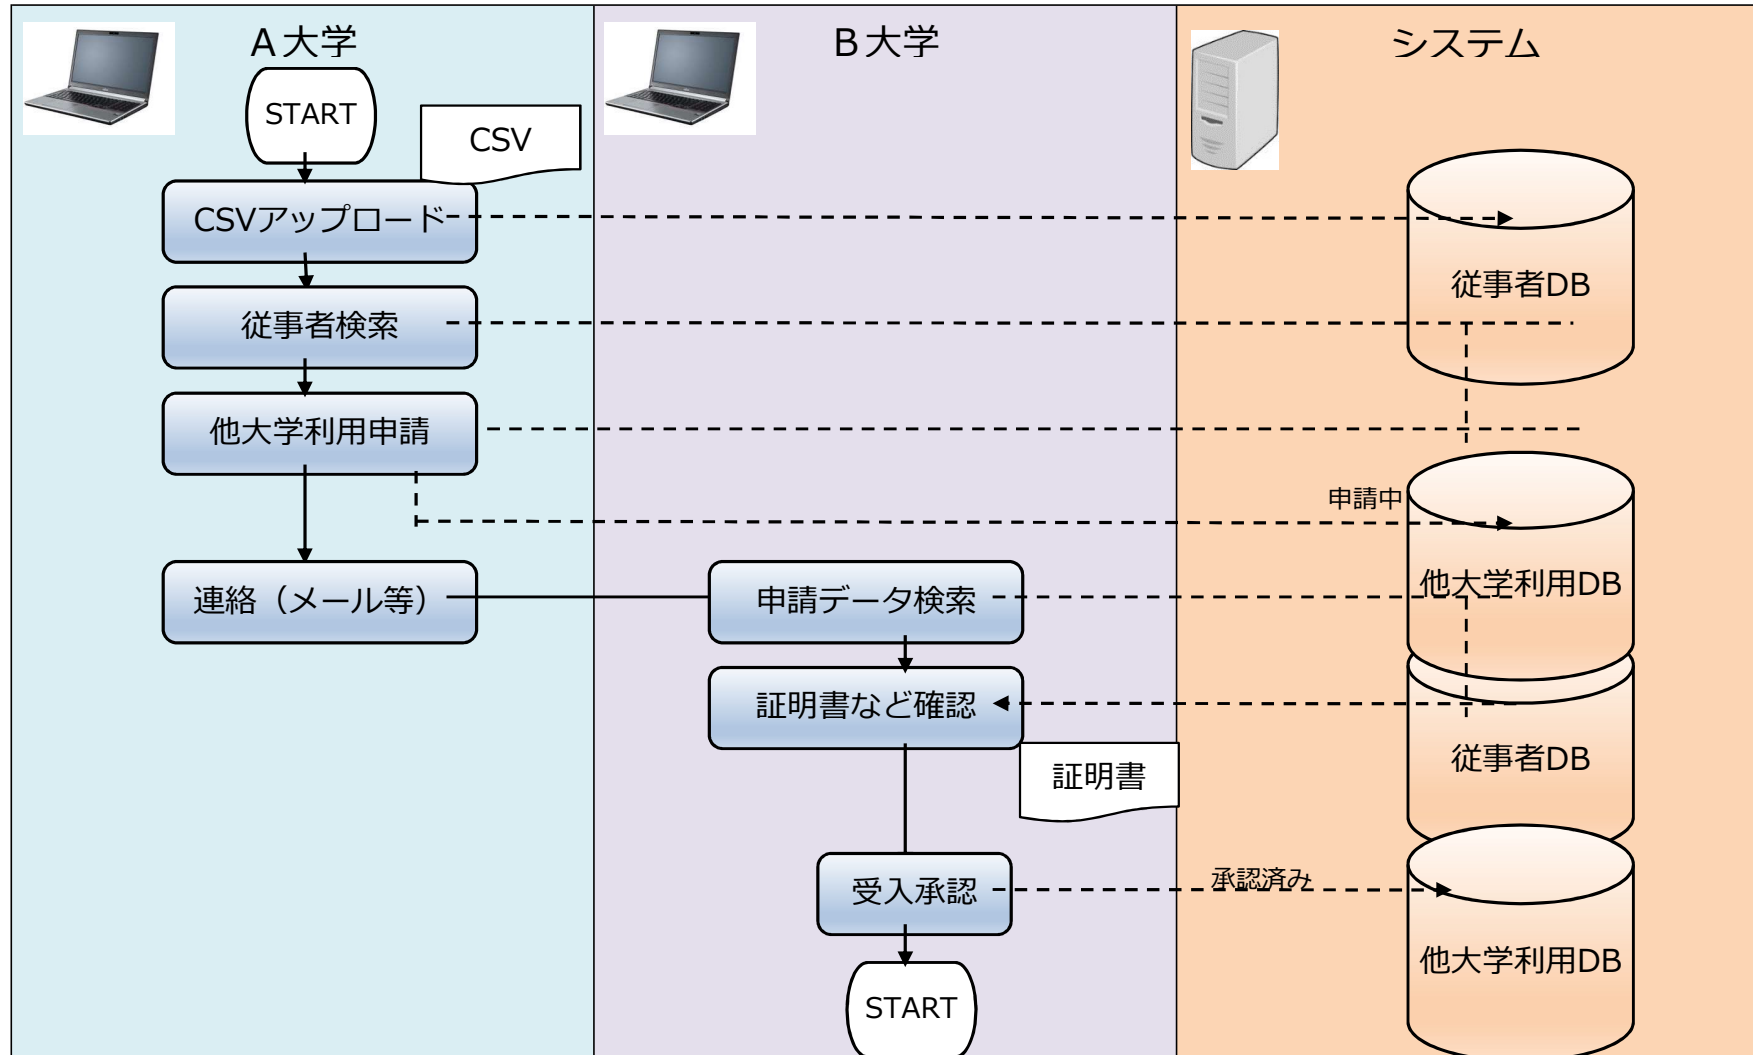 A大学
B大学
システム
START
CSV
CSVアップロード
従事者DB
従事者検索
他大学利用申請
申請中
連絡（メール等）
申請データ検索
他大学利用DB
証明書など確認
証明書
従事者DB
受入承認
承認済み
他大学利用DB
START